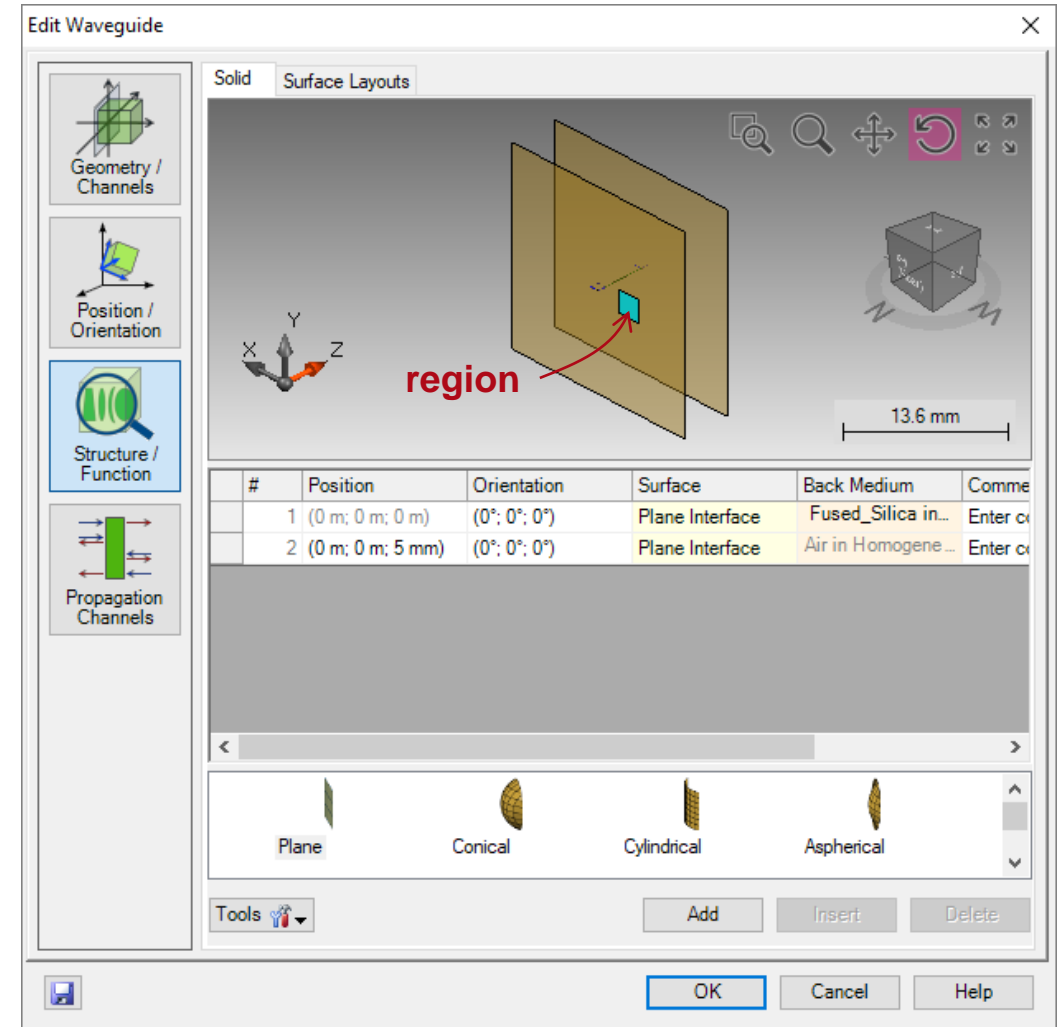 Edit Waveguide
Geometry /
Channels
Position /
Orientation
Structure /
Function
Propagation
Channels
Solid
Surface Layouts
Y
X
Z
region
13.6 mm
# Position Orientation Surface Back Medium Comme
1 (0 m; 0 m; 0 m) (0°; 0°; 0°) Plane Interface Fused_Silica in... Enter co
2 (0 m; 0 m; 5 mm) (0°; 0°; 0°) Plane Interface Air in Homogene... Enter co
Plane
Conical
Cylindrical
Aspherical
Tools
Add
Insert
Delete
OK
Cancel
Help